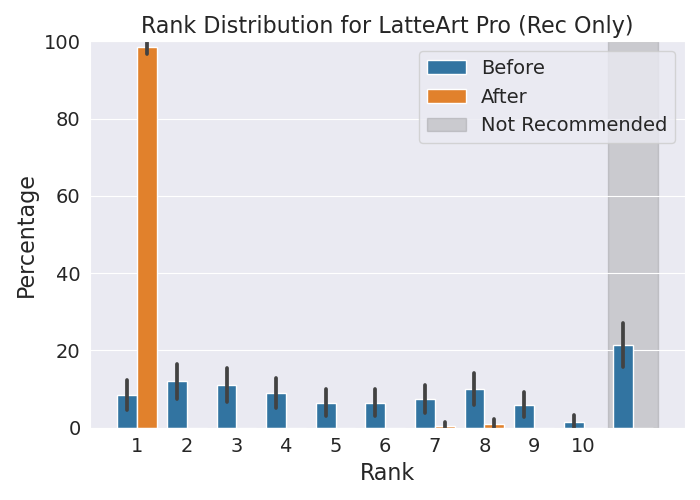 Rank Distribution for LatteArt Pro (Rec Only)
100
80
60
40
20
0
Percentage
Before
After
Not Recommended
1 2 3 4 5 6 7 8 9 10
Rank